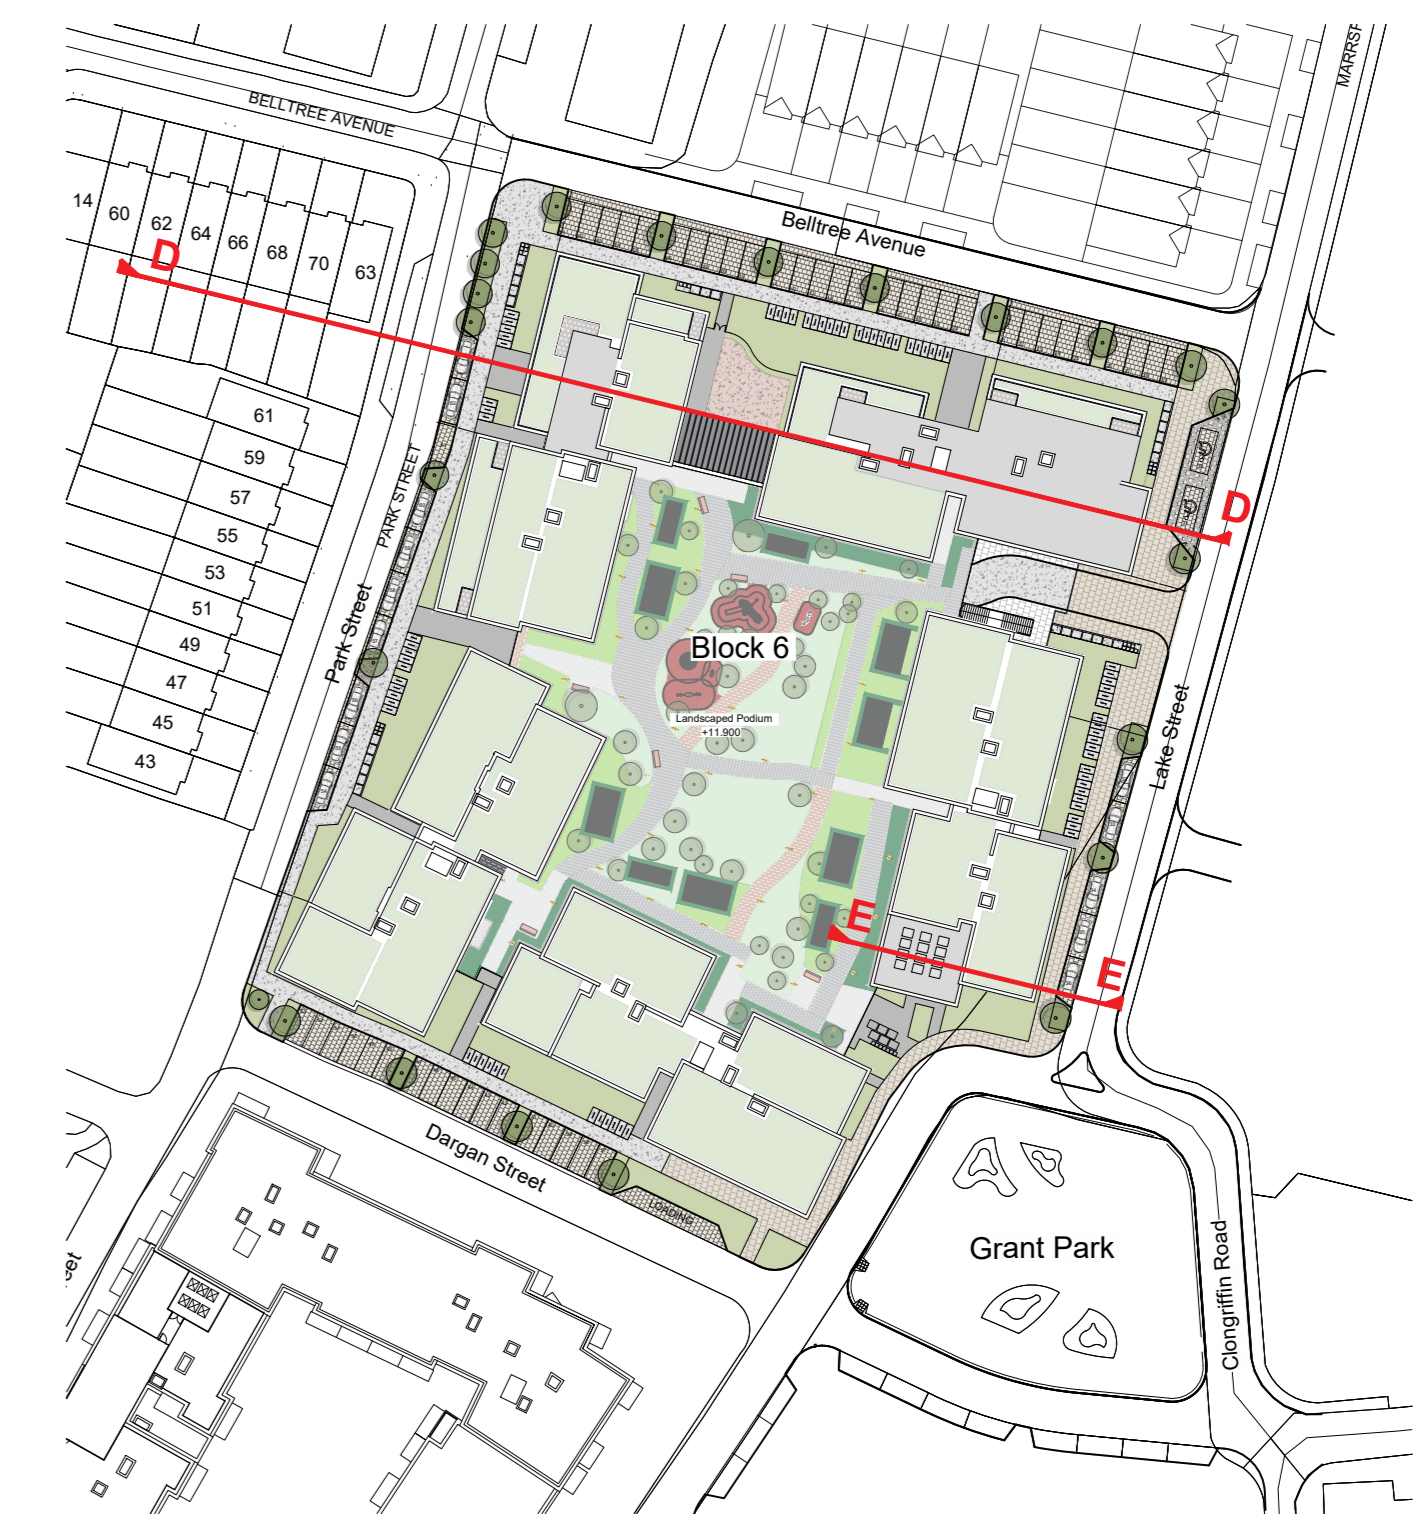 MARRSF
BELLTREE AVENUE
Belltree Avenue
14
60
62
64
66
68
70
63
D
D
61
59
57
55
53
51
49
47
45
43
PARK STREET
Park Street
Block 6
Landscaped Podium
+11.900
Lake Street
E
E
Dargan Street
LOADING
Grant Park
Clongriffin Road
eet